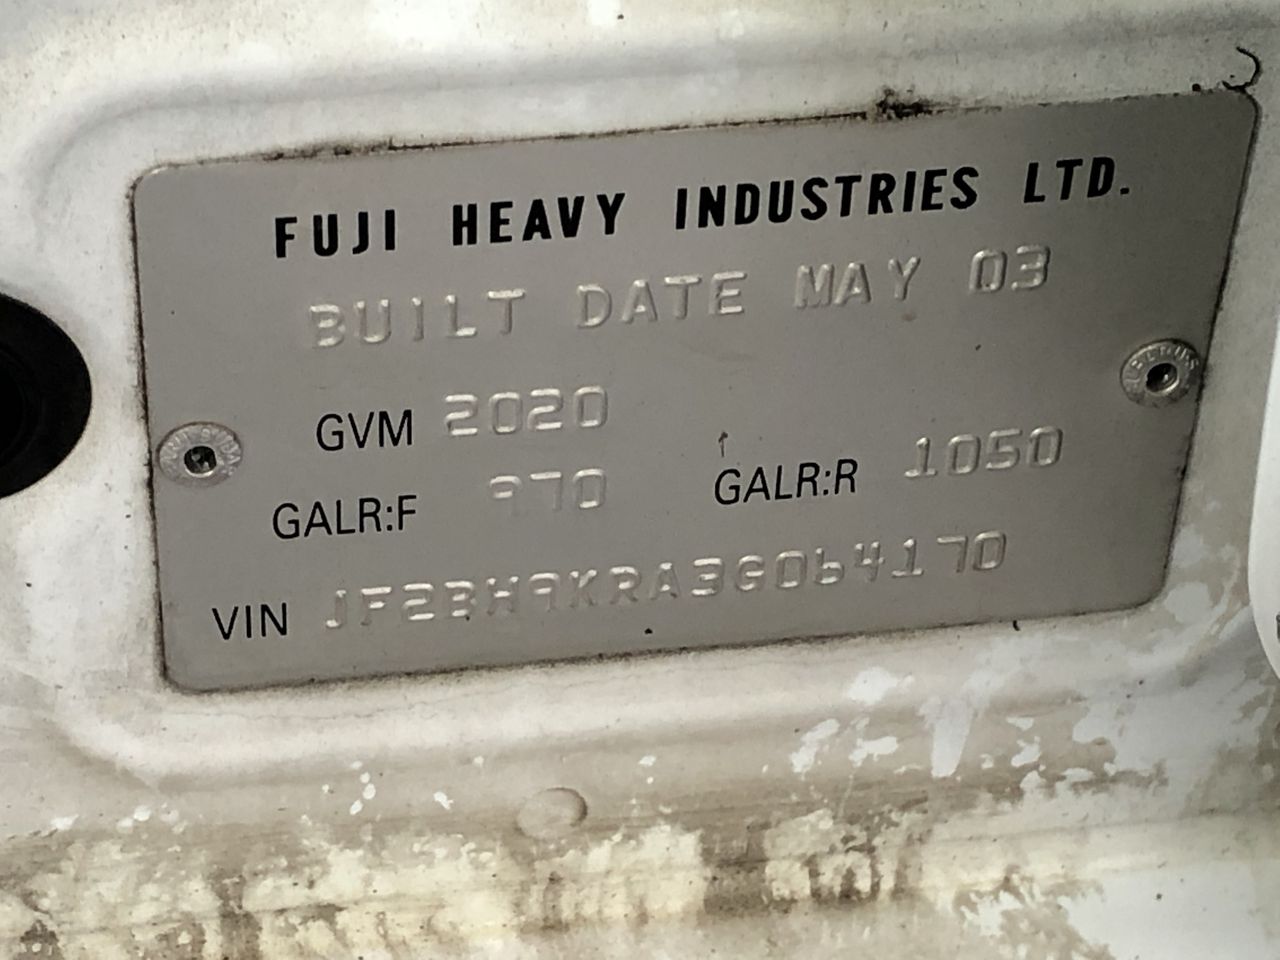 FUJI HEAVY INDUSTRIES LTD.
BUILT DATE MAY 03
GVM 2020
GALR:F 970 GALR:R 1050
VIN JF2BH9KRA3G064170